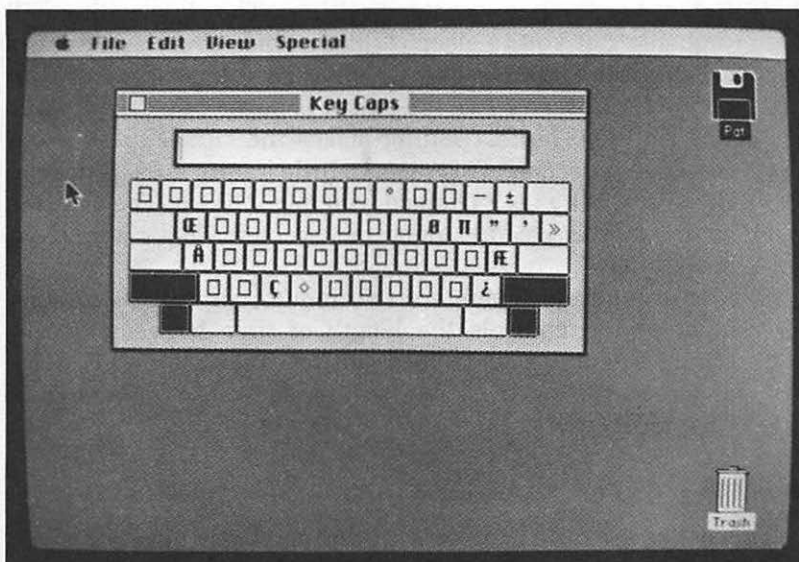 File Edit View Special
Key Caps
Pat
° – ±
Œ Ø ∏ ” ’ »
Å Æ
Ç ◊ ¿
Trash